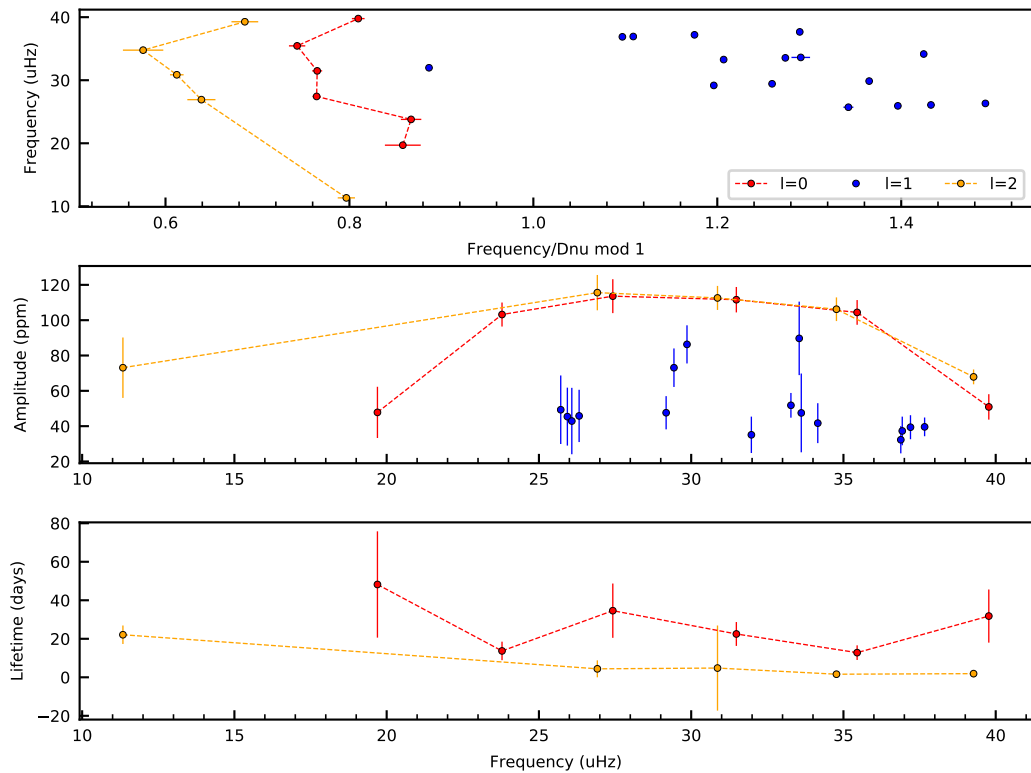 40
30
20
10
Frequency (uHz)
l=0 l=1 l=2
0.6 0.8 1.0 1.2 1.4
Frequency/Dnu mod 1
120
100
80
60
40
20
Amplitude (ppm)
10 15 20 25 30 35 40
80
60
40
20
0
−20
Lifetime (days)
10 15 20 25 30 35 40
Frequency (uHz)